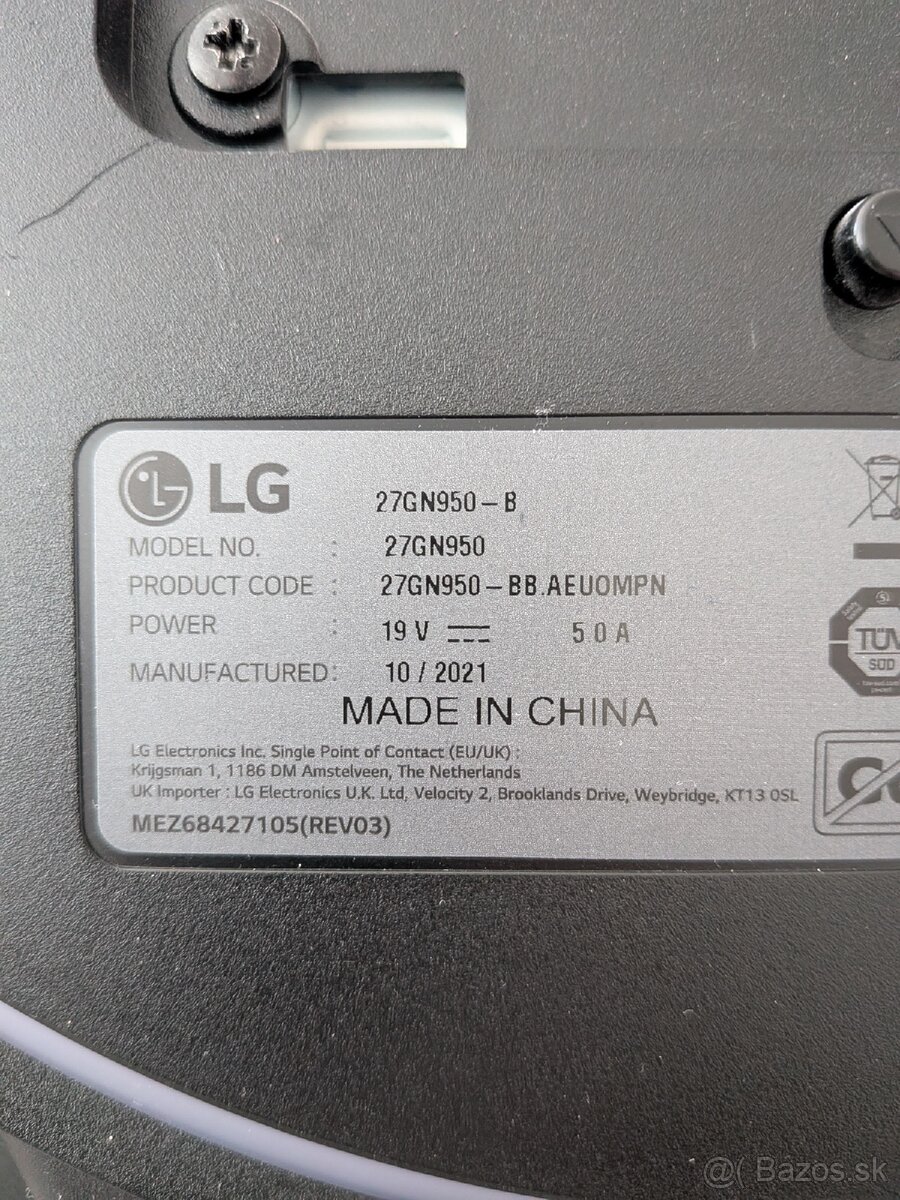 LG
27GN950-B
MODEL NO. : 27GN950
PRODUCT CODE : 27GN950-BB.AEUOMPN
POWER : 19 V 5 0 A
MANUFACTURED: 10 / 2021
MADE IN CHINA
LG Electronics Inc. Single Point of Contact (EU/UK) :
Krijgsman 1, 1186 DM Amstelveen, The Netherlands
UK Importer : LG Electronics U.K. Ltd, Velocity 2, Brooklands Drive, Weybridge, KT13 0SL
MEZ68427105(REV03)
TÜV
SÜD
@( Bazos.sk